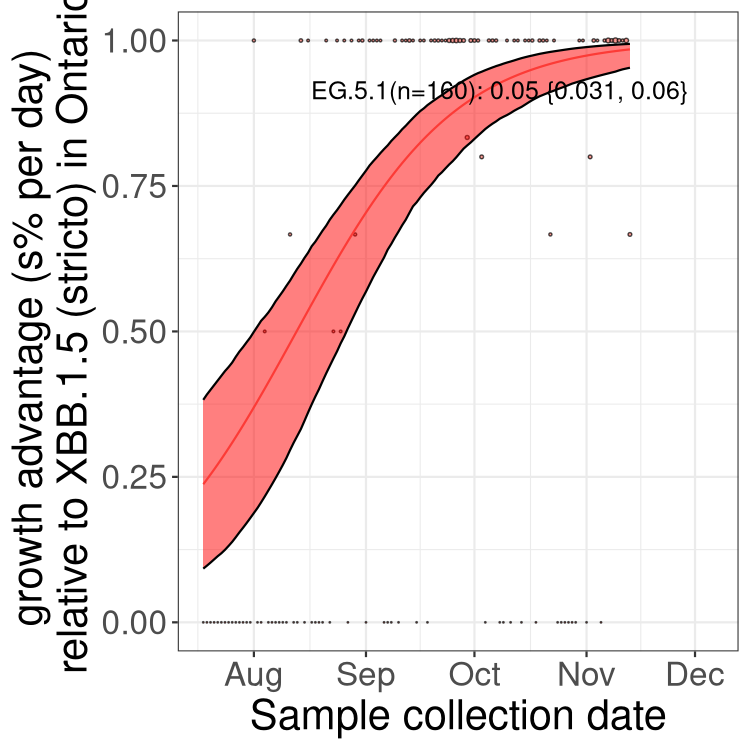 growth advantage (s% per day)
relative to XBB.1.5 (stricto) in Ontario
1.00
0.75
0.50
0.25
0.00
EG.5.1(n=160): 0.05 {0.031, 0.06}
Aug Sep Oct Nov Dec
Sample collection date